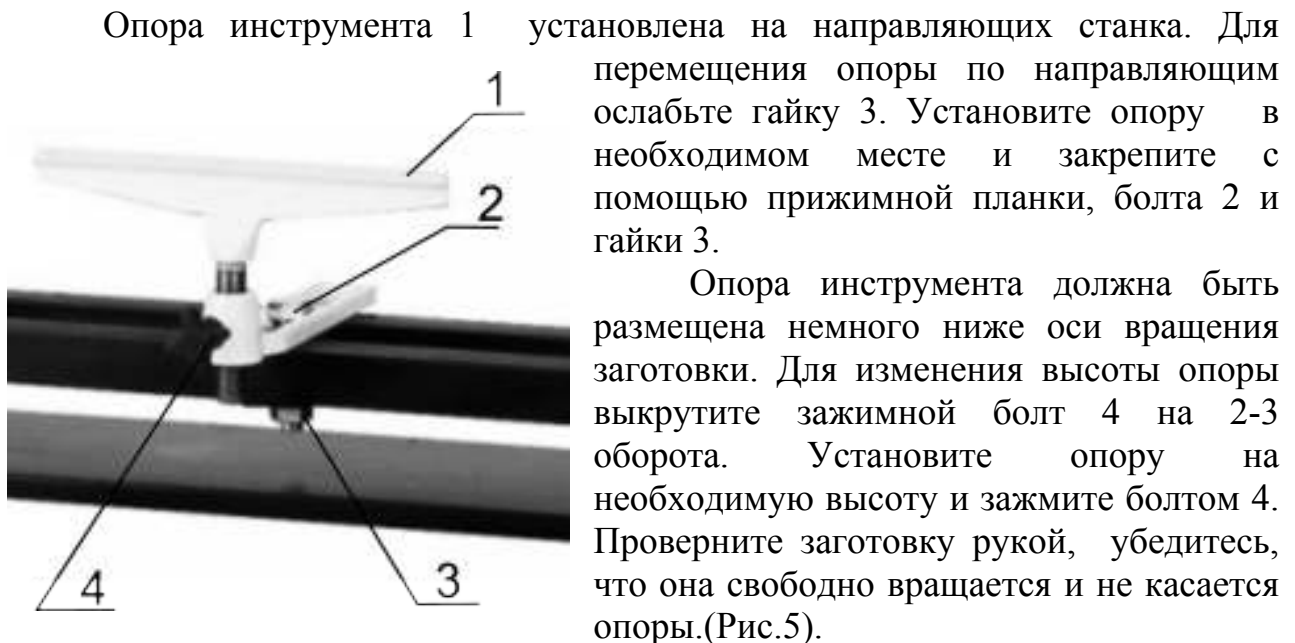 Опора инструмента 1 установлена на направляющих станка. Для
перемещения опоры по направляющим
ослабьте гайку 3. Установите опору в
необходимом месте и закрепите с
помощью прижимной планки, болта 2 и
гайки 3.
Опора инструмента должна быть
размещена немного ниже оси вращения
заготовки. Для изменения высоты опоры
выкрутите зажимной болт 4 на 2-3
оборота. Установите опору на
необходимую высоту и зажмите болтом 4.
Проверните заготовку рукой, убедитесь,
что она свободно вращается и не касается
опоры.(Рис.5).
1
2
3
4